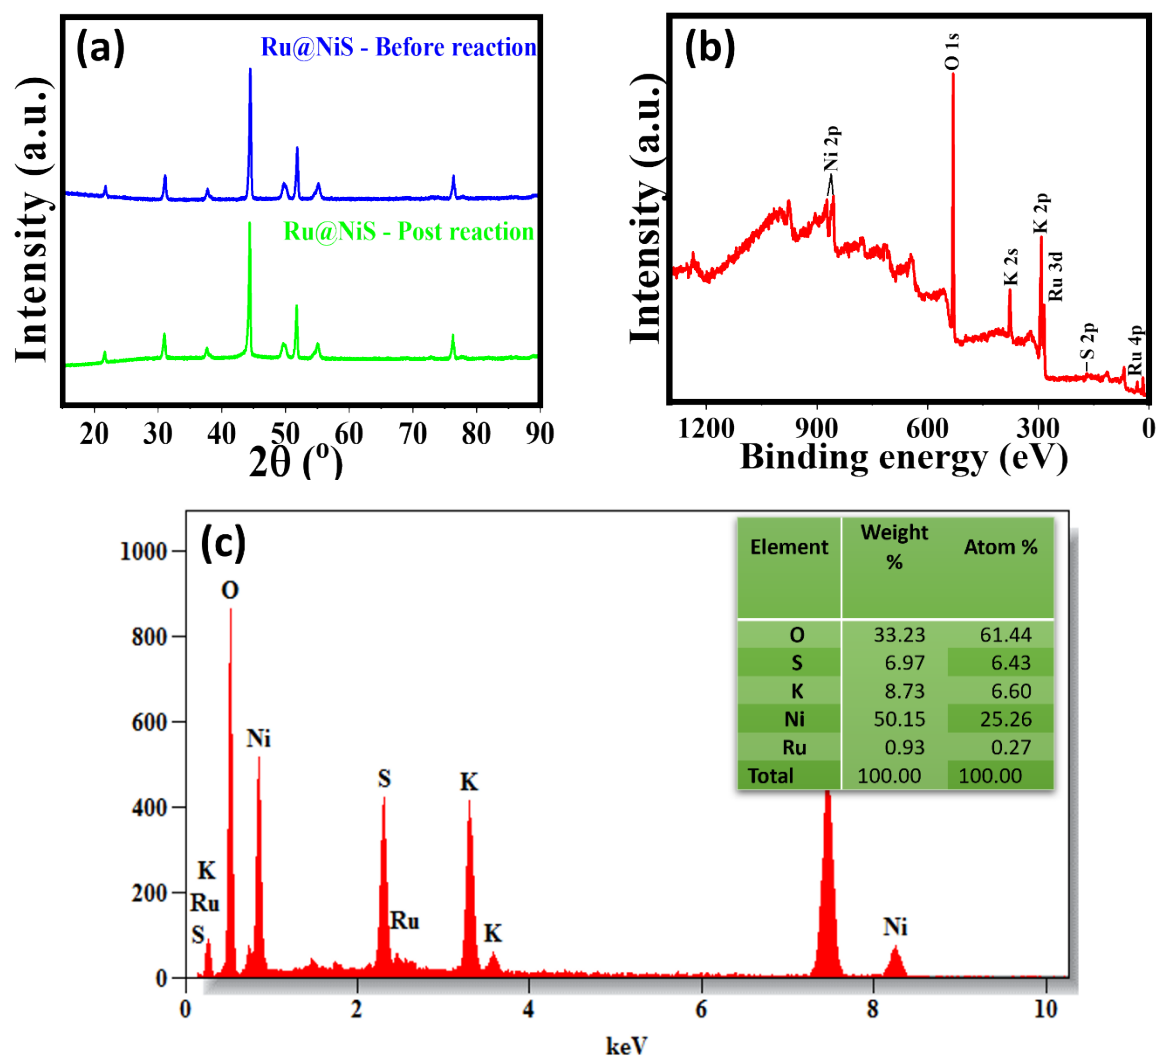 (a)
Ru@NiS - Before reaction
Ru@NiS - Post reaction
Intensity (a.u.)
20 30 40 50 60 70 80 90
2θ (º)
(b)
O 1s
Ni 2p
K 2p
K 2s
Ru 3d
S 2p
Ru 4p
Intensity (a.u.)
1200 900 600 300 0
Binding energy (eV)
(c)
1000
800
600
400
200
0
O
Ni
S
K
K
Ru
S
Ru
K
Ni
0 2 4 6 8 10
keV
Element Weight % Atom %
O 33.23 61.44
S 6.97 6.43
K 8.73 6.60
Ni 50.15 25.26
Ru 0.93 0.27
Total 100.00 100.00